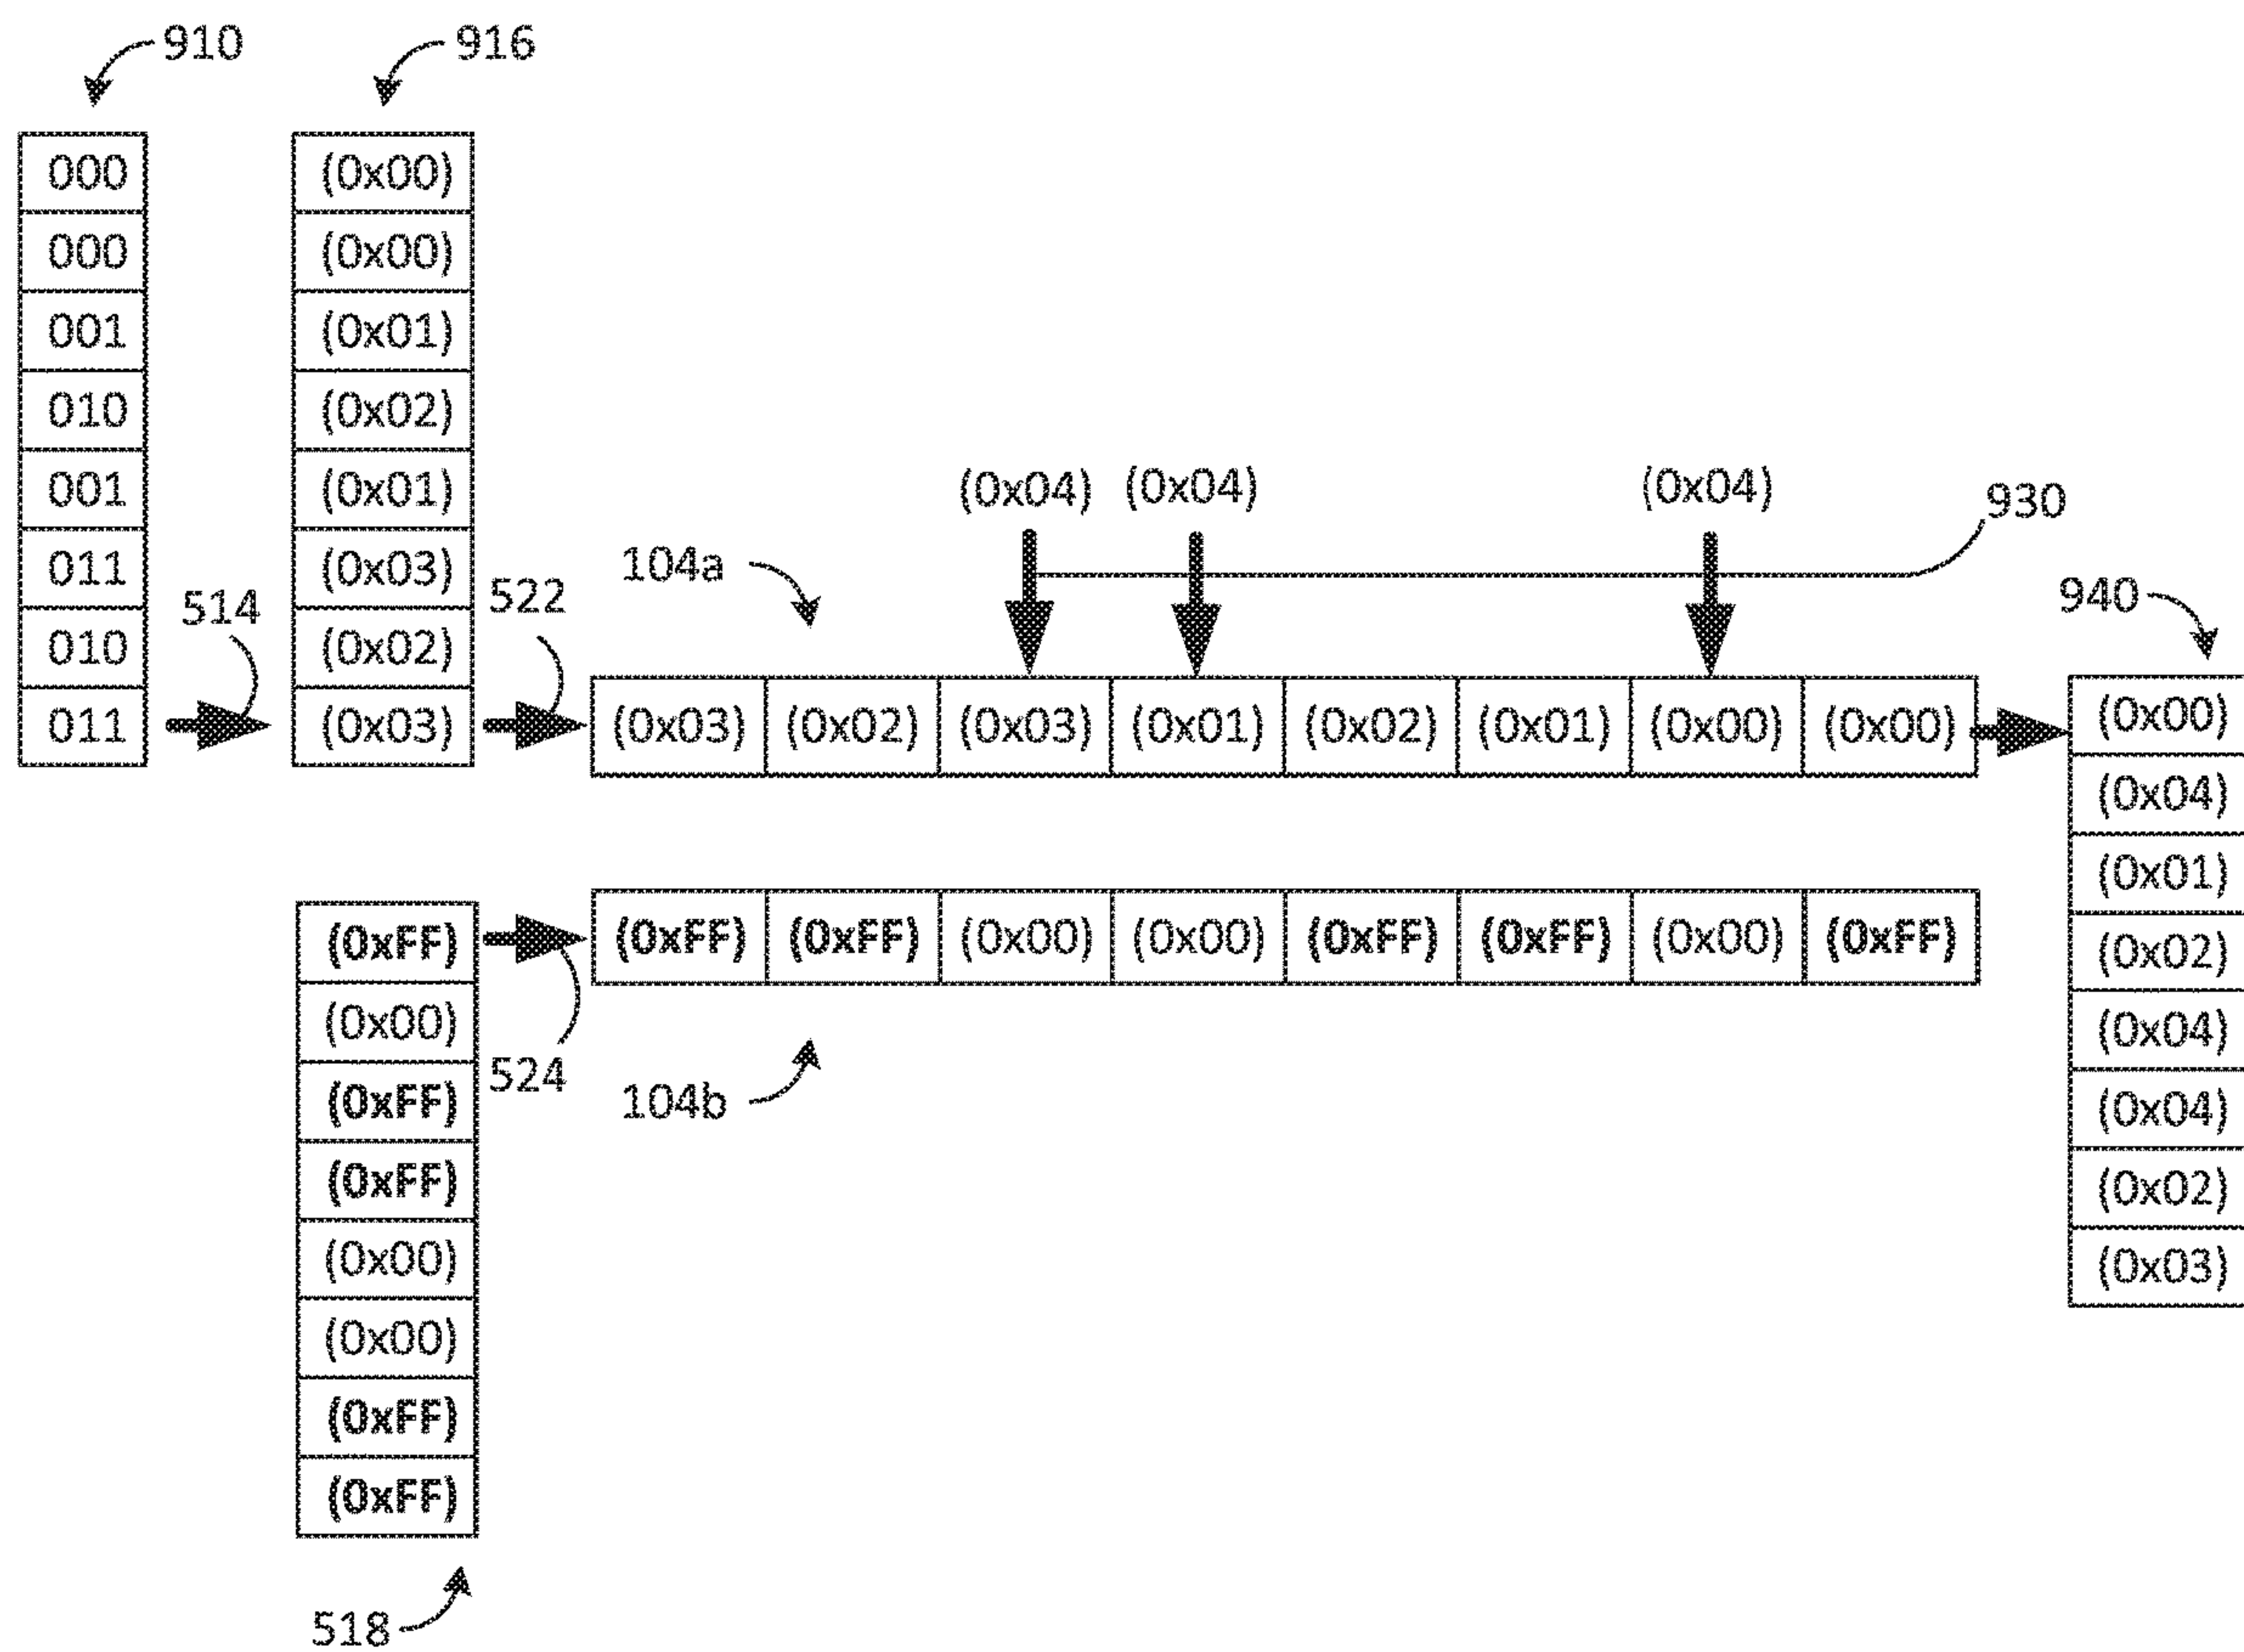 910
916
000
000
001
010
001
011
010
011
514
(0x00)
(0x00)
(0x01)
(0x02)
(0x01)
(0x03)
(0x02)
(0x03)
522
(0x04) (0x04) (0x04)
930
104a
(0x03) (0x02) (0x03) (0x01) (0x02) (0x01) (0x00) (0x00)
(0xFF) (0xFF) (0x00) (0x00) (0xFF) (0xFF) (0x00) (0xFF)
104b
524
(0xFF)
(0x00)
(0xFF)
(0xFF)
(0x00)
(0x00)
(0xFF)
(0xFF)
518
940
(0x00)
(0x04)
(0x01)
(0x02)
(0x04)
(0x04)
(0x02)
(0x03)